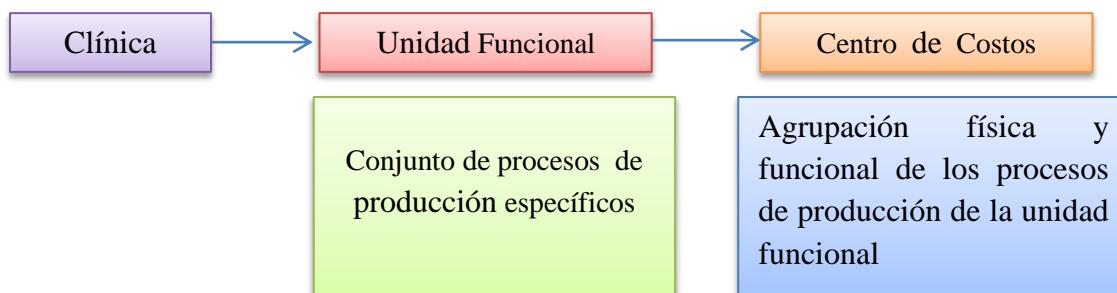 Clínica
Unidad Funcional
Centro de Costos
Conjunto de procesos de
producción específicos
Agrupación física y
funcional de los procesos
de producción de la unidad
funcional